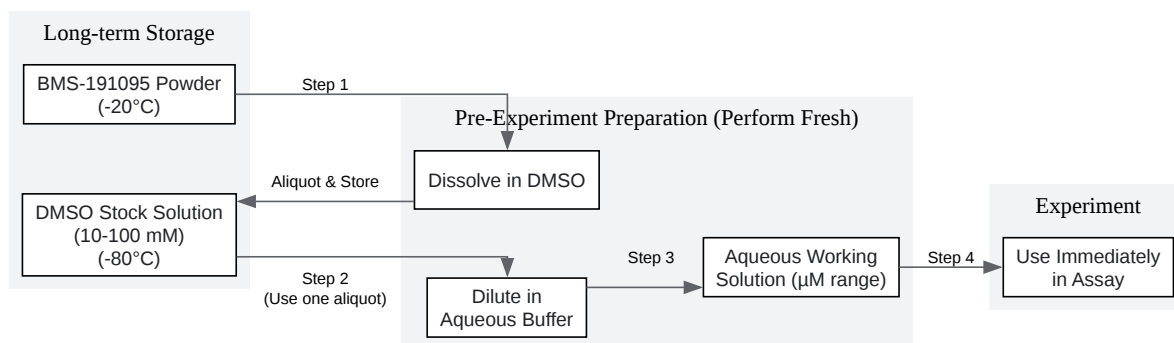 Long-term Storage
BMS-191095 Powder
(-20°C)
Step 1
Pre-Experiment Preparation (Perform Fresh)
Dissolve in DMSO
Aliquot & Store
DMSO Stock Solution
(10-100 mM)
(-80°C)
Step 2
(Use one aliquot)
Dilute in
Aqueous Buffer
Step 3
Aqueous Working
Solution (µM range)
Step 4
Experiment
Use Immediately
in Assay